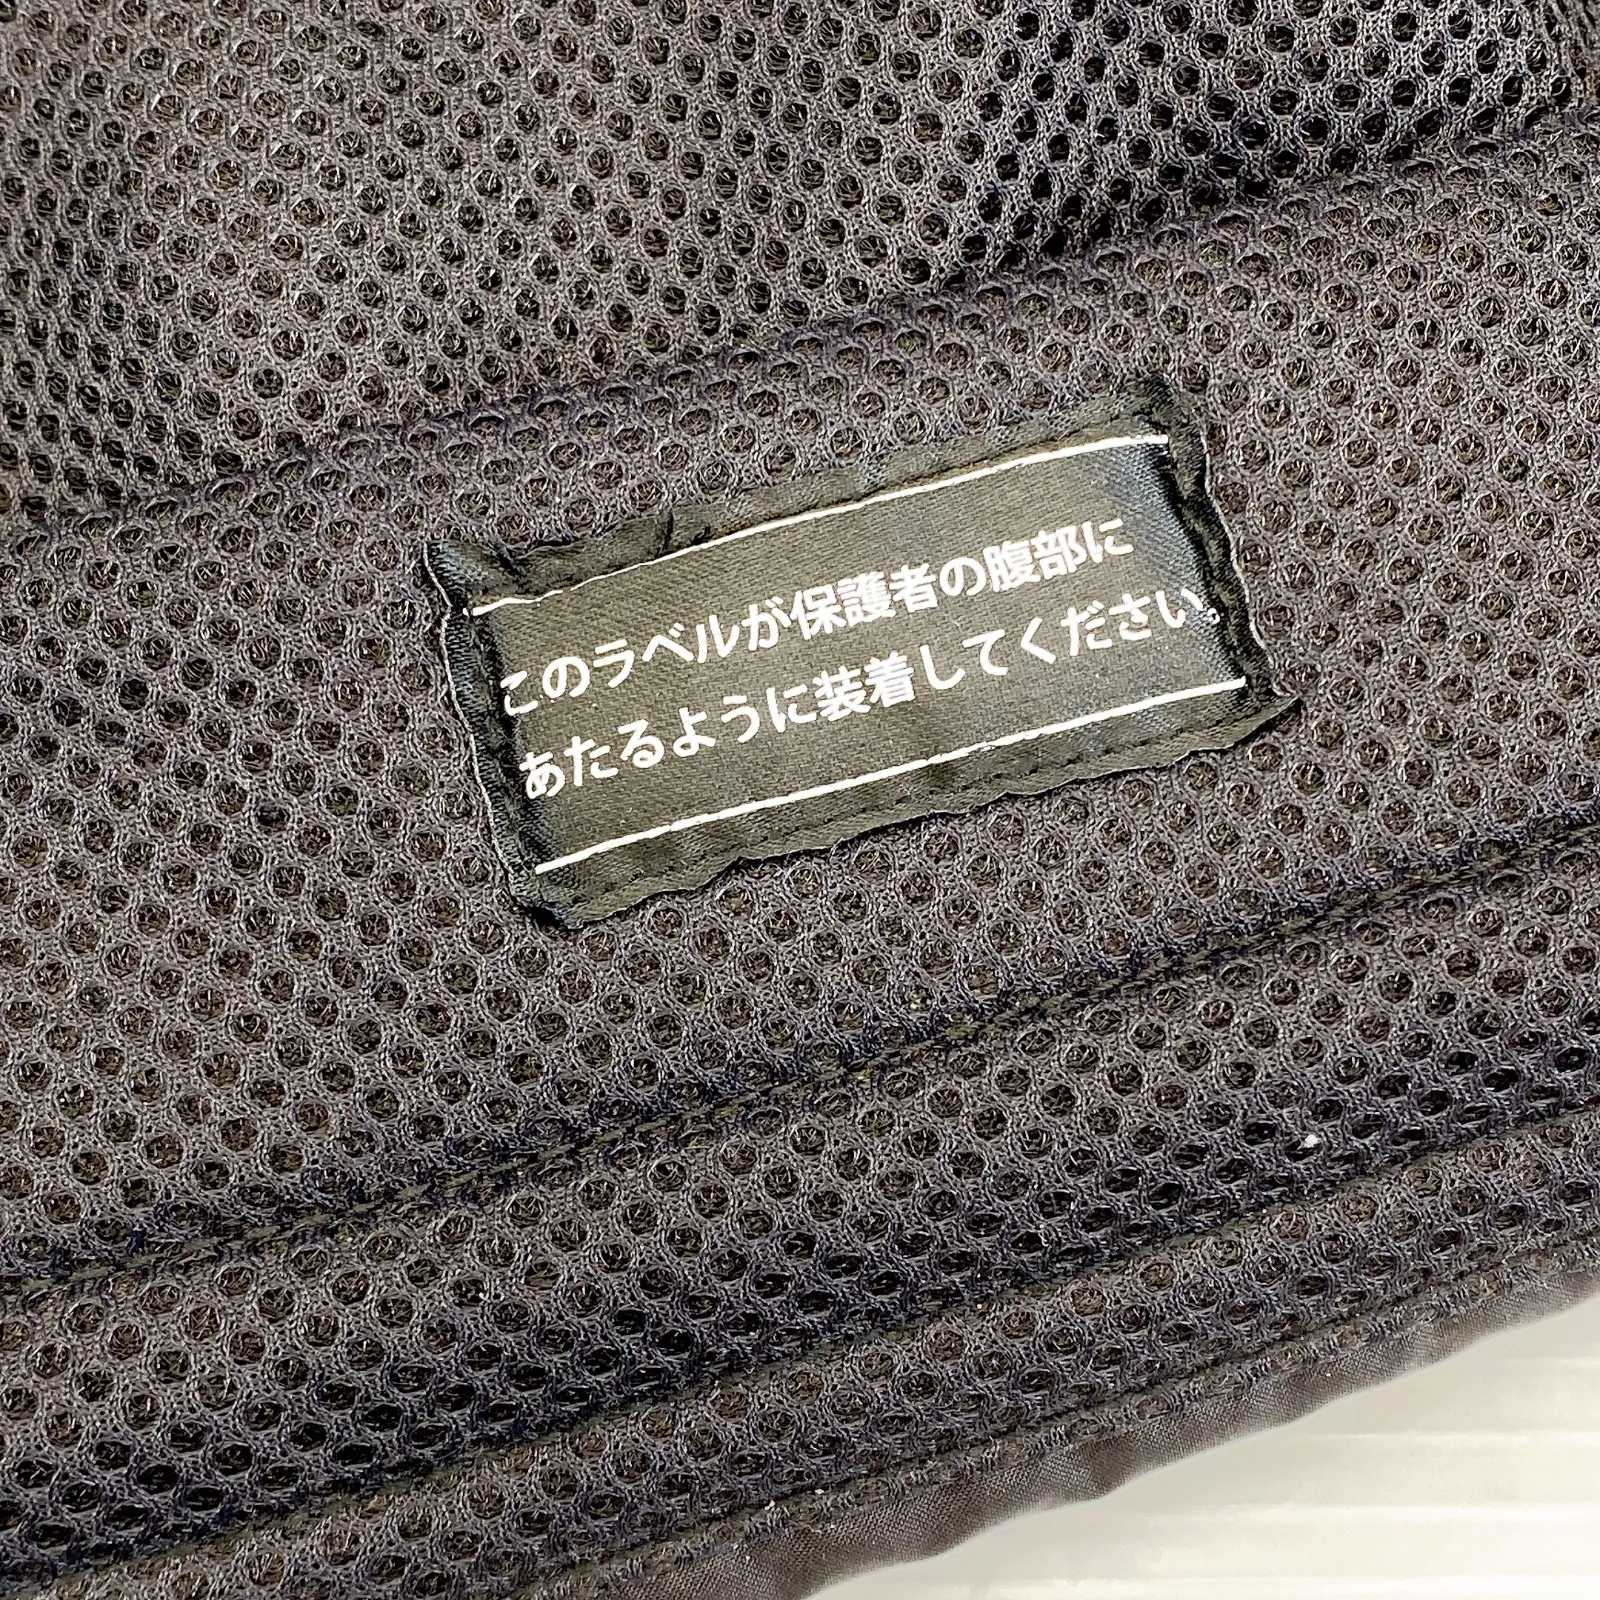 このラベルが保護者の腹部に
あたるように装着してください。